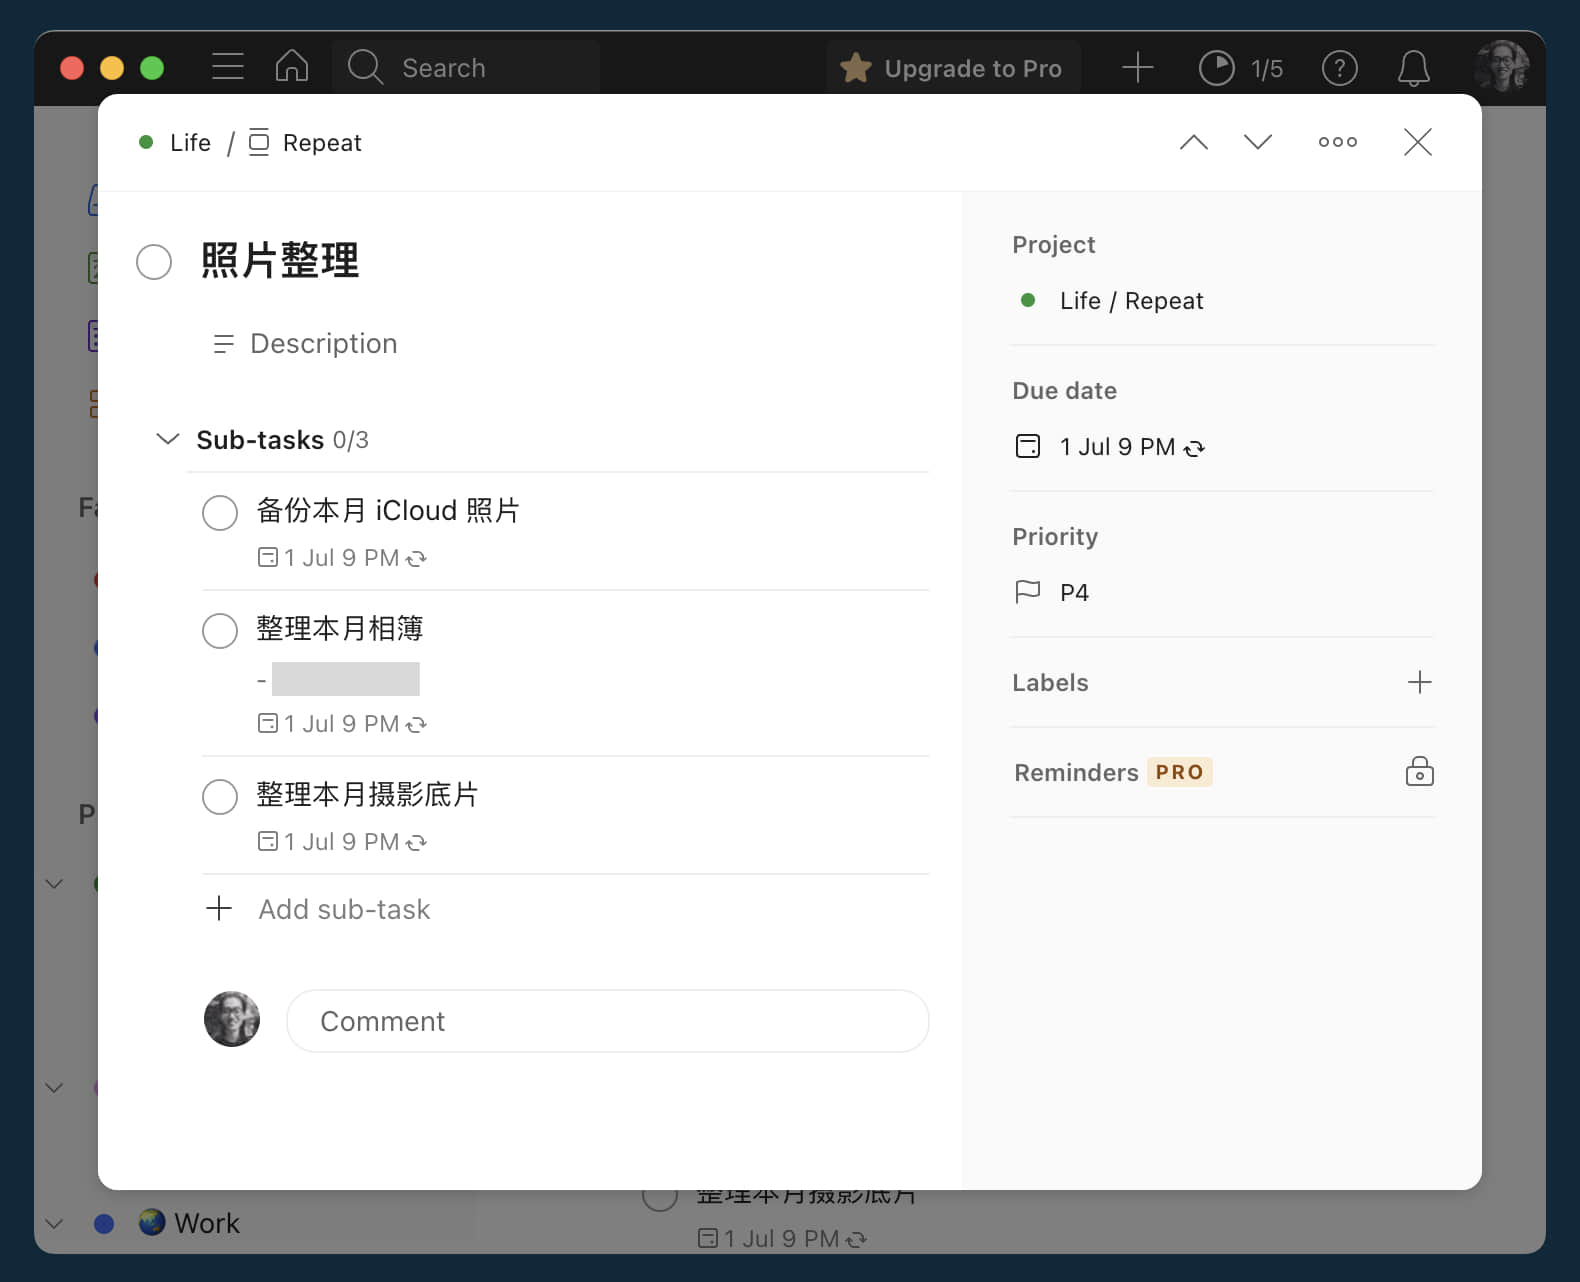 Search
Upgrade to Pro
1/5
Life / Repeat
照片整理
Description
Sub-tasks 0/3
备份本月 iCloud 照片
1 Jul 9 PM
整理本月相簿
-
1 Jul 9 PM
整理本月摄影底片
1 Jul 9 PM
Add sub-task
Comment
Project
Life / Repeat
Due date
1 Jul 9 PM
Priority
P4
Labels
Reminders PRO
Work
整理本月摄影底片
1 Jul 9 PM